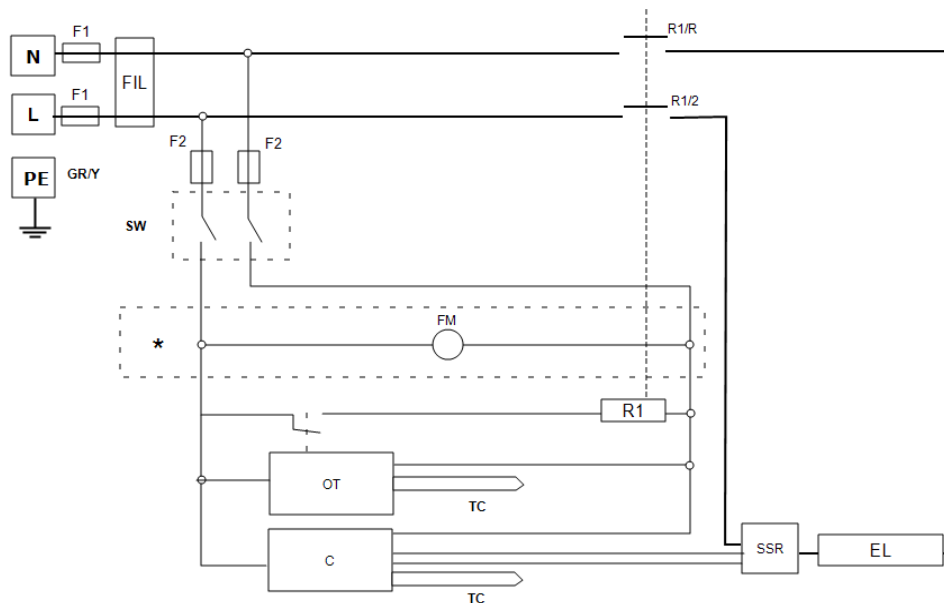 F1
R1/R
N
FIL
F1
L
R1/2
F2
F2
PE
GR/Y
SW
FM
*
R1
OT
TC
C
SSR
EL
TC